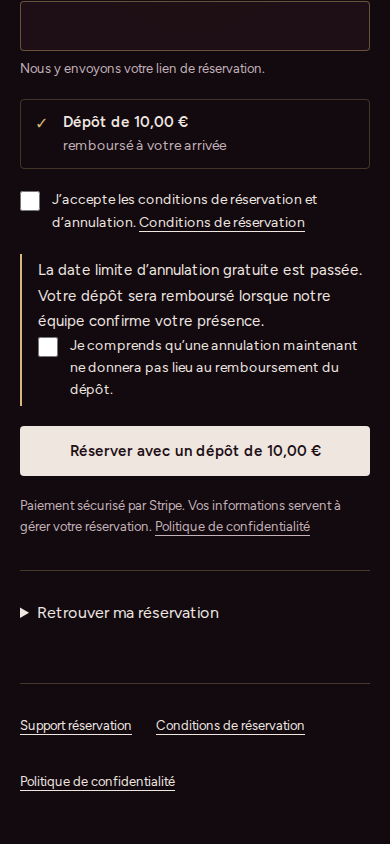 Nous y envoyons votre lien de réservation.
✓ Dépôt de 10,00 €
remboursé à votre arrivée
J’accepte les conditions de réservation et
d’annulation. Conditions de réservation
La date limite d’annulation gratuite est passée.
Votre dépôt sera remboursé lorsque notre
équipe confirme votre présence.
Je comprends qu’une annulation maintenant
ne donnera pas lieu au remboursement du
dépôt.
Réserver avec un dépôt de 10,00 €
Paiement sécurisé par Stripe. Vos informations servent à
gérer votre réservation. Politique de confidentialité
Retrouver ma réservation
Support réservation Conditions de réservation
Politique de confidentialité